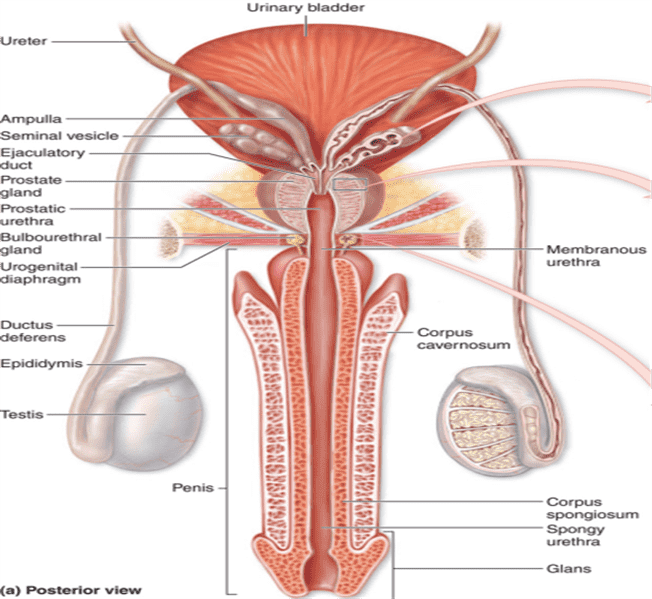 Urinary bladder
Ureter
Ampulla
Seminal vesicle
Ejaculatory
duct
Prostate
gland
Prostatic
urethra
Bulbourethral
gland
Urogenital
diaphragm
Membranous
urethra
Ductus
deferens
Corpus
cavernosum
Epididymis
Testis
Penis
Corpus
spongiosum
Spongy
urethra
Glans
(a) Posterior view